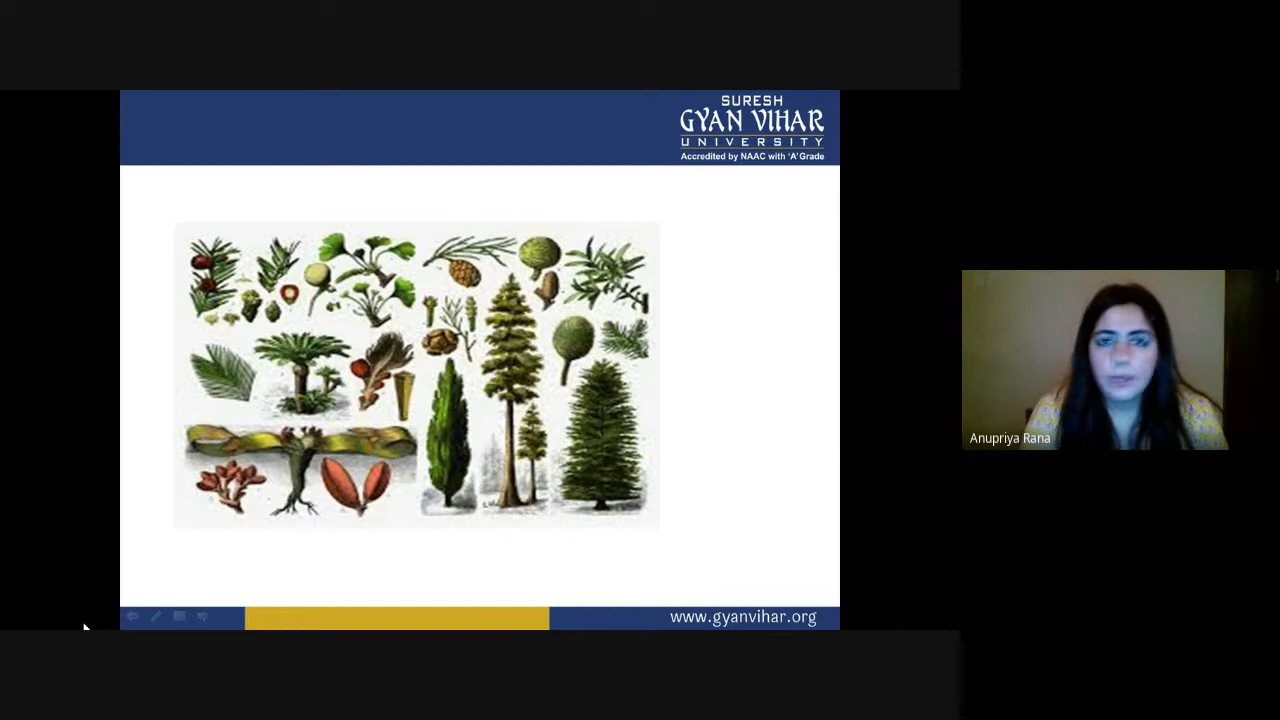 SURESH
GYAN VIHAR
UNIVERSITY
Accredited by NAAC with 'A' Grade
Anupriya Rana
www.gyanvihar.org